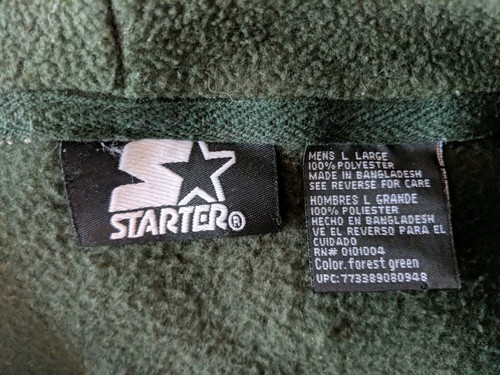 STARTER®
MENS L LARGE
100% POLYESTER
MADE IN BANGLADESH
SEE REVERSE FOR CARE
HOMBRES L GRANDE
100% POLIESTER
HECHO EN BANGLADESH
VE EL REVERSO PARA EL
CUIDADO
RN# 0101004
Color.forest green
UPC: 773389080948